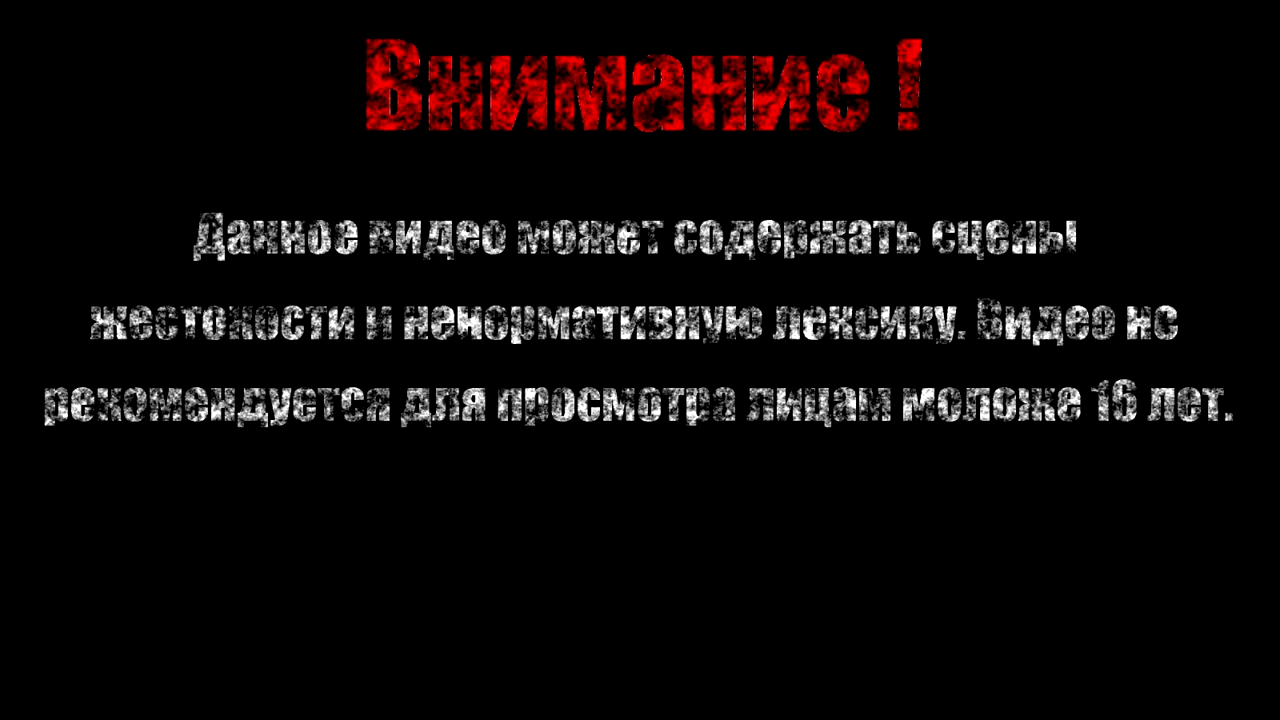 Внимание !
Данное видео может содержать сцены
жестокости и ненормативную лексику. Видео не
рекомендуется для просмотра лицам моложе 16 лет.